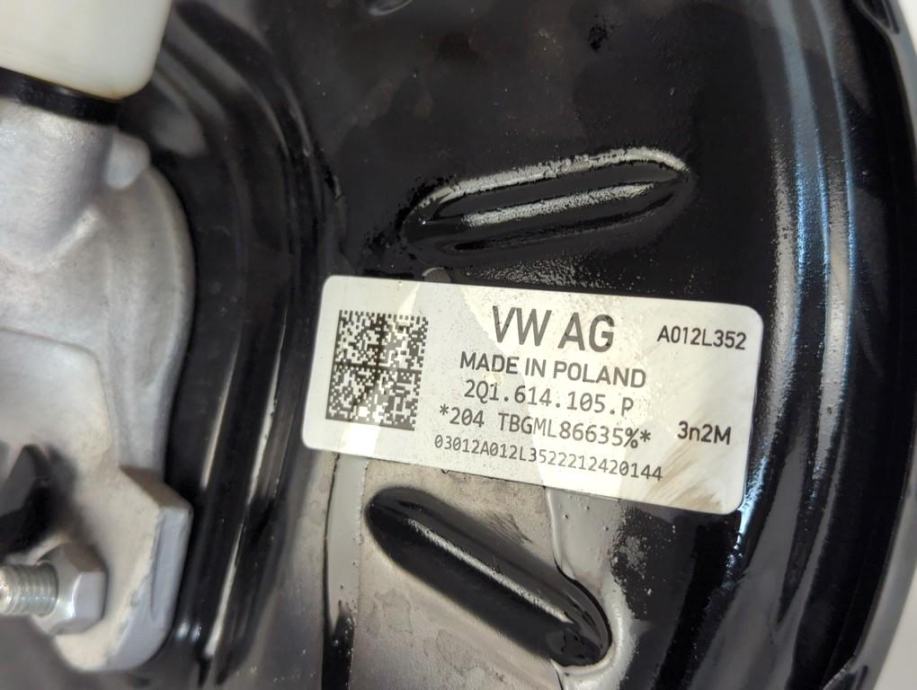 VW AG
A012L352
MADE IN POLAND
2Q1.614.105.P
*204 TBGML86635%*
3n2M
03012A012L3522212420144